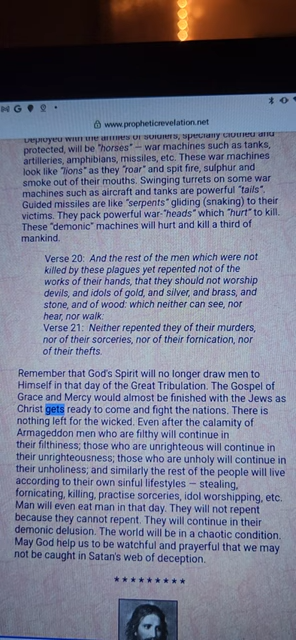 www.propheticrevelation.net
Deployed with the armies of soldiers, specially clothed and
protected, will be "horses" — war machines such as tanks,
artilleries, amphibians, missiles, etc. These war machines
look like "lions" as they "roar" and spit fire, sulphur and
smoke out of their mouths. Swinging turrets on some war
machines such as aircraft and tanks are powerful "tails".
Guided missiles are like "serpents" gliding (snaking) to their
victims. They pack powerful war-"heads" which "hurt" to kill.
These "demonic" machines will hurt and kill a third of
mankind.
Verse 20: And the rest of the men which were not
killed by these plagues yet repented not of the
works of their hands, that they should not worship
devils, and idols of gold, and silver, and brass, and
stone, and of wood: which neither can see, nor
hear, nor walk:
Verse 21: Neither repented they of their murders,
nor of their sorceries, nor of their fornication, nor
of their thefts.
Remember that God's Spirit will no longer draw men to
Himself in that day of the Great Tribulation. The Gospel of
Grace and Mercy would almost be finished with the Jews as
Christ gets ready to come and fight the nations. There is
nothing left for the wicked. Even after the calamity of
Armageddon men who are filthy will continue in
their filthiness; those who are unrighteous will continue in
their unrighteousness; those who are unholy will continue in
their unholiness; and similarly the rest of the people will live
according to their own sinful lifestyles — stealing,
fornicating, killing, practise sorceries, idol worshipping, etc.
Man will even eat man in that day. They will not repent
because they cannot repent. They will continue in their
demonic delusion. The world will be in a chaotic condition.
May God help us to be watchful and prayerful that we may
not be caught in Satan's web of deception.
*********